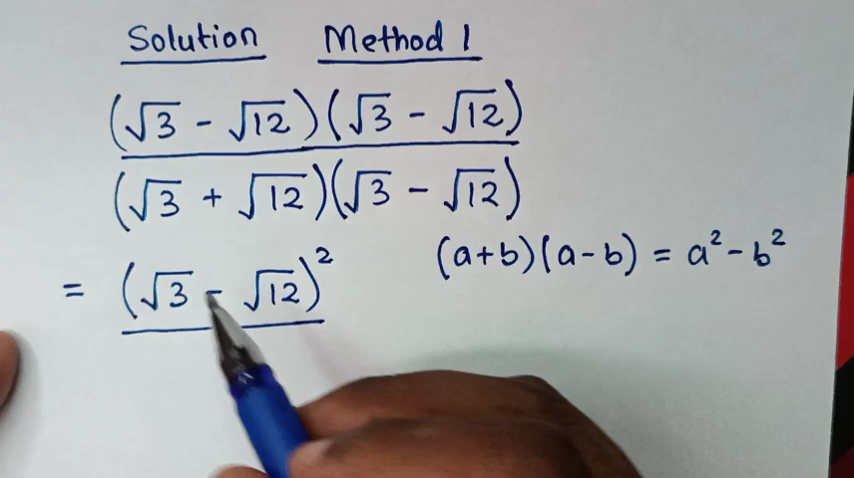 Solution Method 1
(√3 - √12)(√3 - √12)
(√3 + √12)(√3 - √12)
(a+b)(a-b) = a² - b²
= (√3 - √12)²